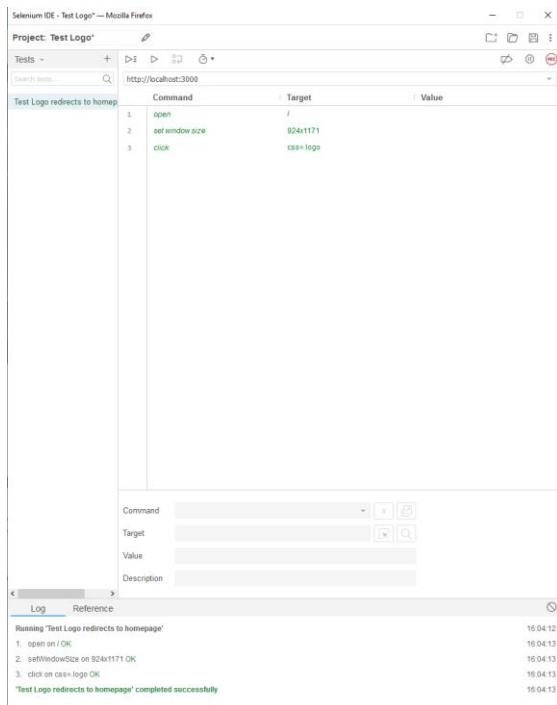 Selenium IDE - Test Logo* — Mozilla Firefox
Project: Test Logo*
Tests
Search tests...
http://localhost:3000
Test Logo redirects to homep
Command Target Value
1 open /
2 set window size 924x1171
3 click css=.logo
Command
Target
Value
Description
Log Reference
Running 'Test Logo redirects to homepage' 16:04:12
1. open on / OK 16:04:13
2. setWindowSize on 924x1171 OK 16:04:13
3. click on css=.logo OK 16:04:13
'Test Logo redirects to homepage' completed successfully 16:04:13